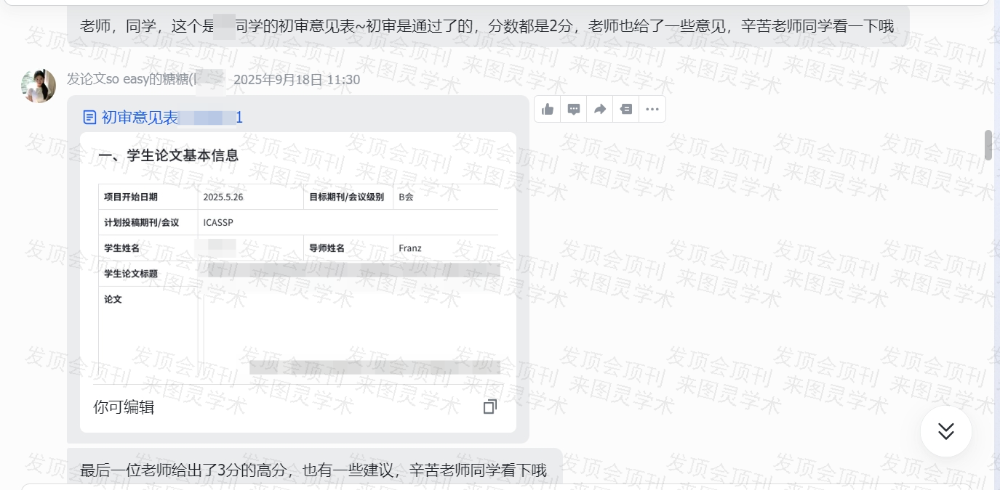 老师，同学，这个是 同学的初审意见表~初审是通过了的，分数都是2分，老师也给了一些意见，辛苦老师同学看一下哦
发论文so easy的糖糖( 2025年9月18日 11:30
初审意见表 1
一、学生论文基本信息
项目开始日期 2025.5.26 目标期刊/会议级别 B会
计划投稿期刊/会议 ICASSP
学生姓名 导师姓名 Franz
学生论文标题
论文
你可编辑
最后一位老师给出了3分的高分，也有一些建议，辛苦老师同学看下哦
发顶会顶刊
来图灵学术